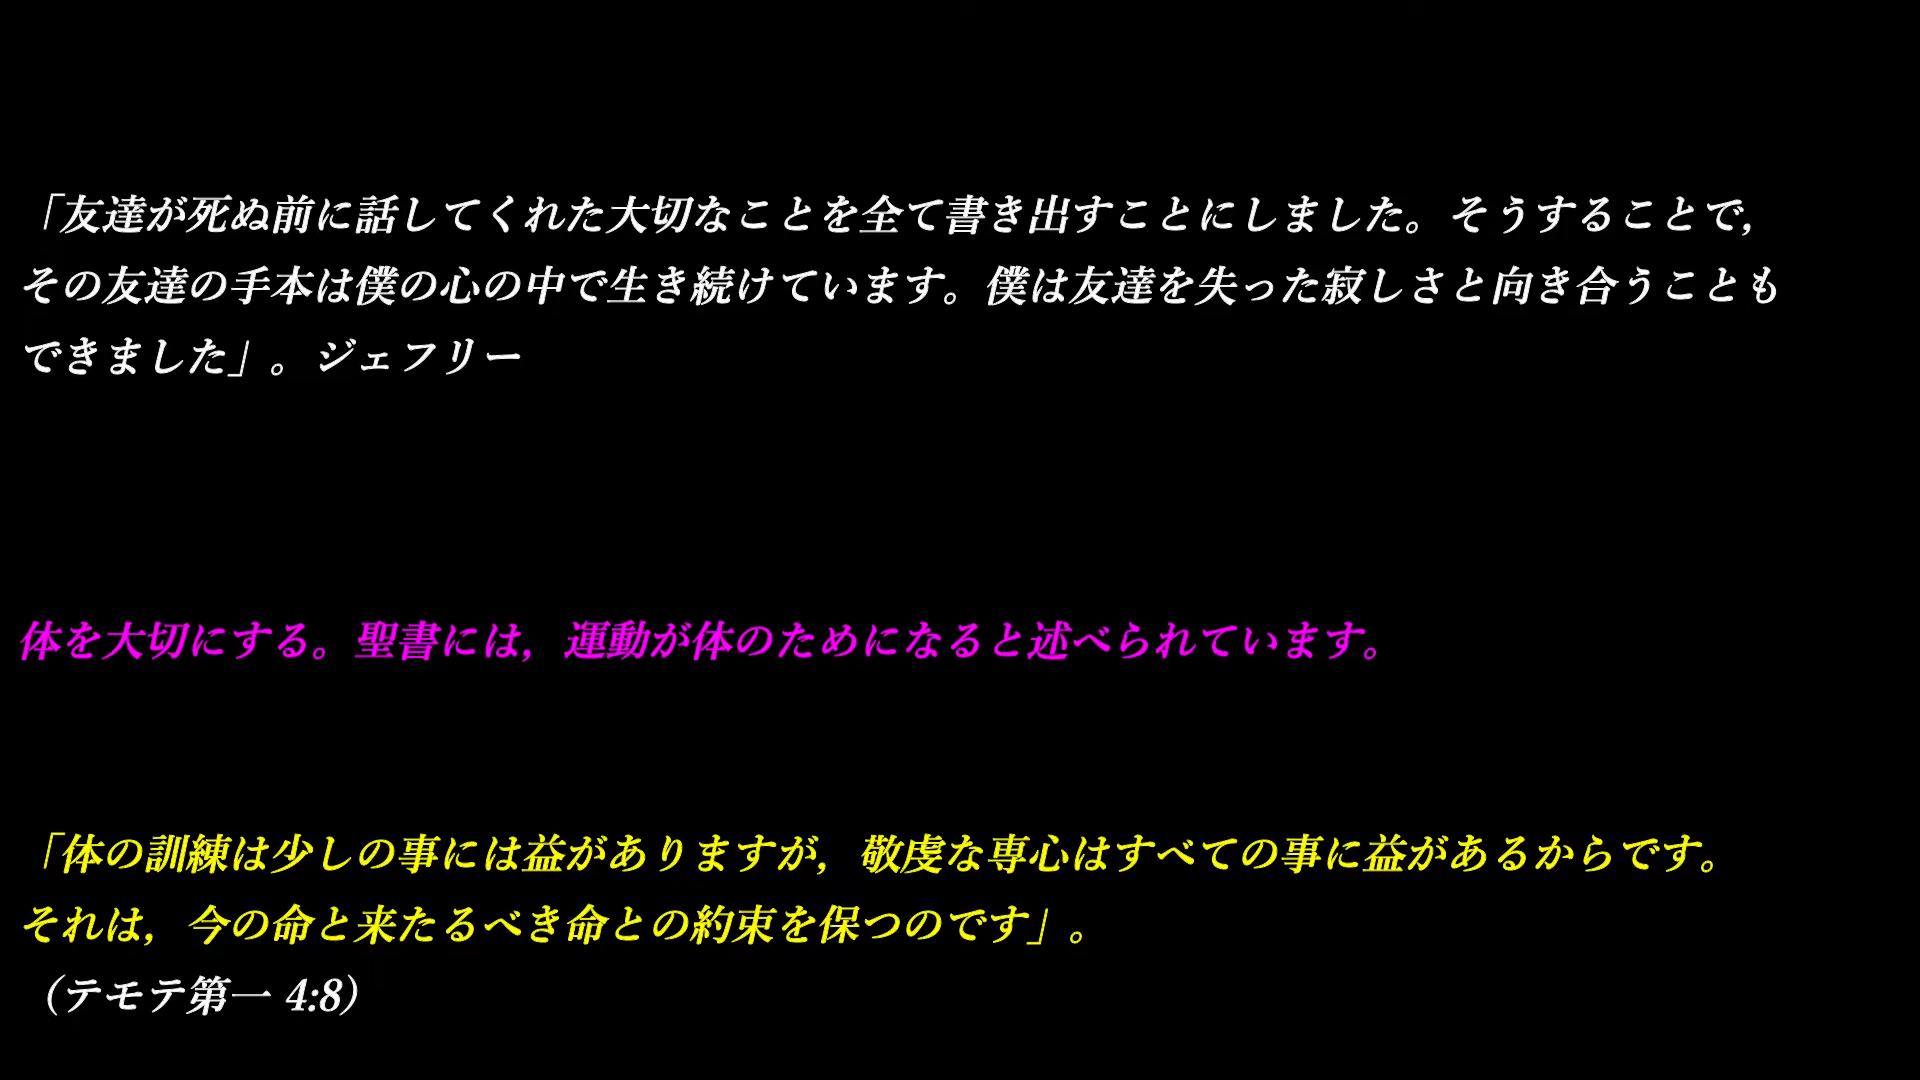 「友達が死ぬ前に話してくれた大切なことを全て書き出すことにしました。そうすることで，
その友達の手本は僕の心の中で生き続けています。僕は友達を失った寂しさと向き合うことも
できました」。ジェフリー
体を大切にする。聖書には，運動が体のためになると述べられています。
「体の訓練は少しの事には益がありますが，敬虔な専心はすべての事に益があるからです。
それは，今の命と来たるべき命との約束を保つのです」。
（テモテ第一 4:8）